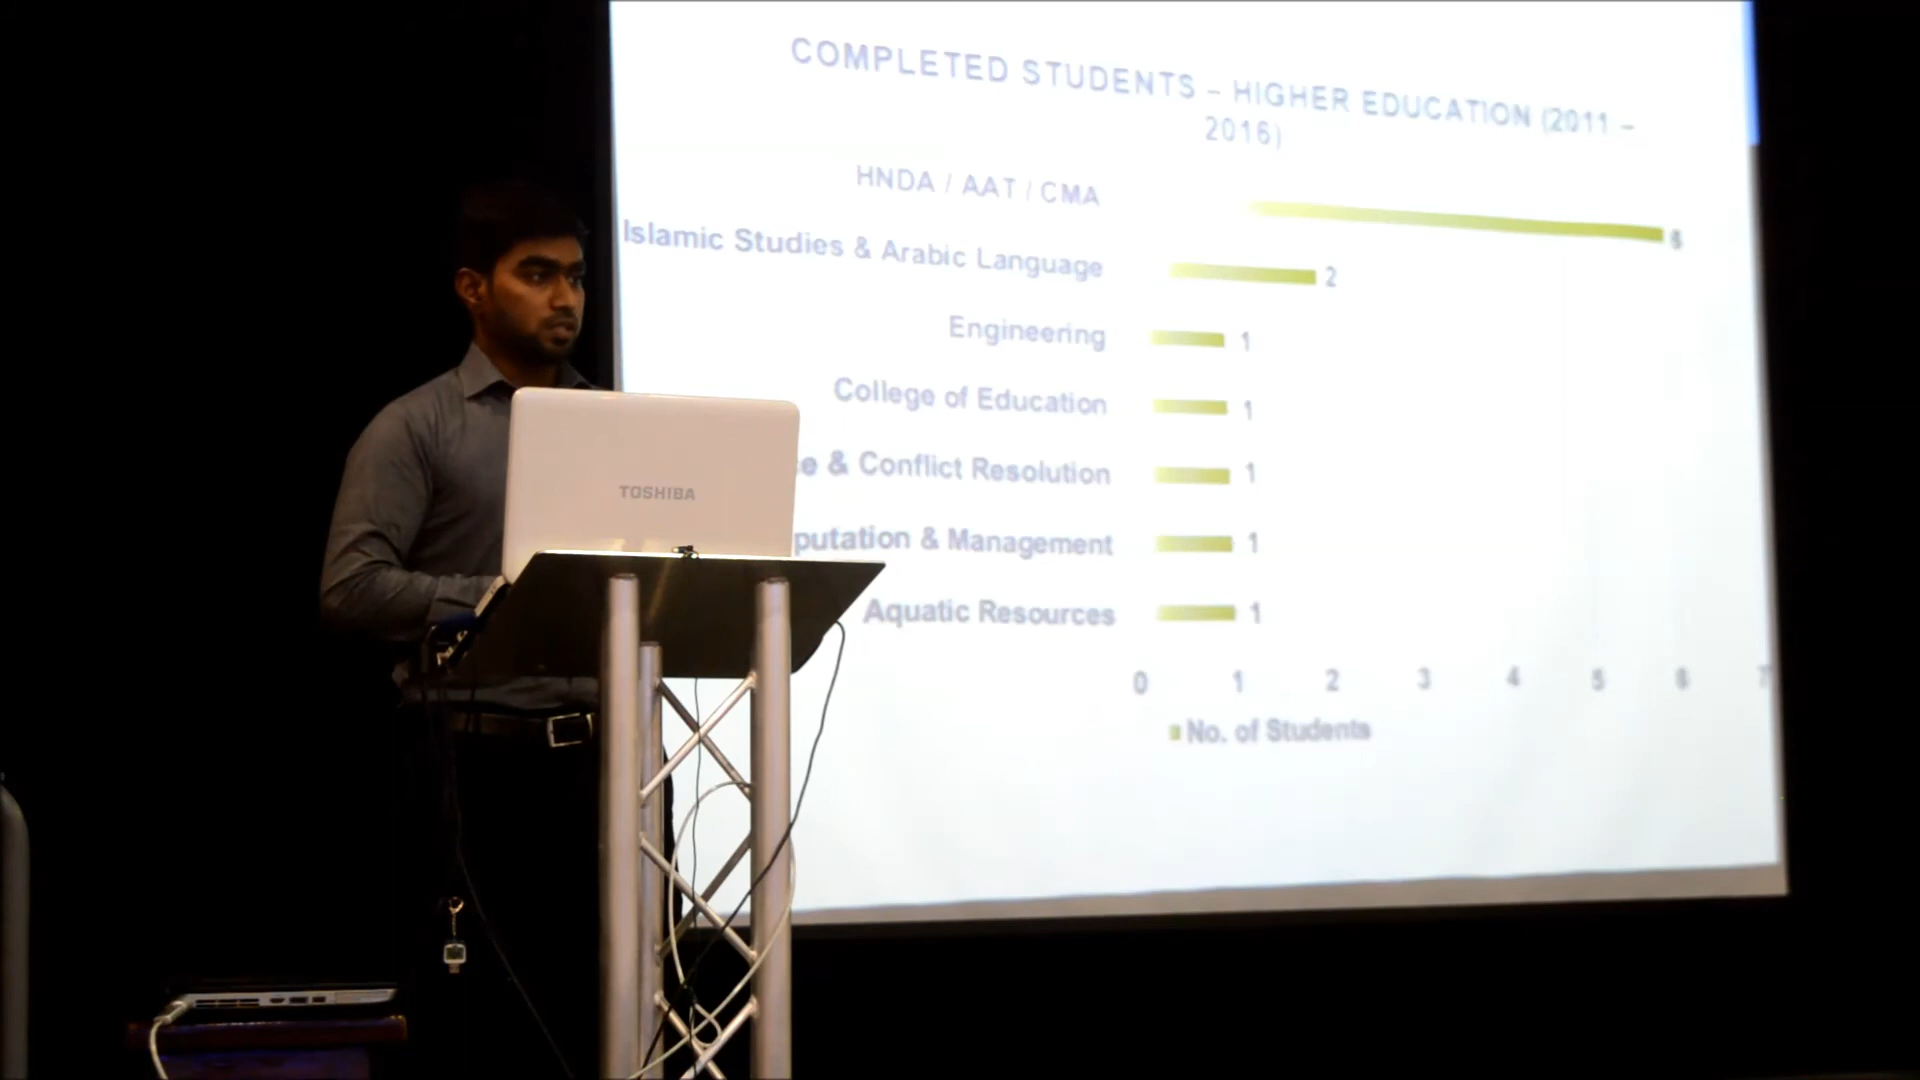 COMPLETED STUDENTS – HIGHER EDUCATION (2011 –
2016)
HNDA / AAT / CMA
6
Islamic Studies & Arabic Language
2
Engineering
1
College of Education
1
& Conflict Resolution
1
& Management
1
Aquatic Resources
1
0 1 2 3 4 5 6 7
No. of Students
TOSHIBA